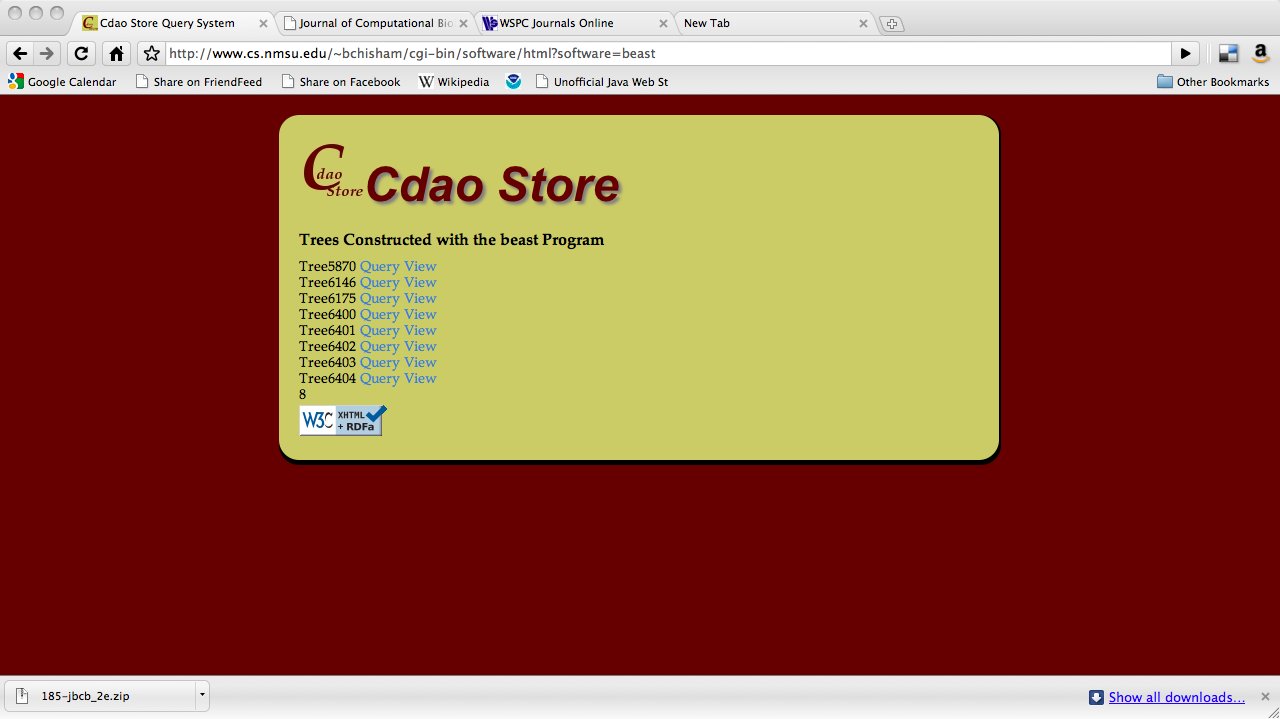 Cdao Store Query System
Journal of Computational Bio
WSPC Journals Online
New Tab
http://www.cs.nmsu.edu/~bchisham/cgi-bin/software/html?software=beast
Google Calendar Share on FriendFeed Share on Facebook W Wikipedia Unofficial Java Web St Other Bookmarks
Cdao Store Cdao Store
Trees Constructed with the beast Program
Tree5870 Query View
Tree6146 Query View
Tree6175 Query View
Tree6400 Query View
Tree6401 Query View
Tree6402 Query View
Tree6403 Query View
Tree6404 Query View
8
W3C XHTML + RDFa
185-jbcb_2e.zip Show all downloads...